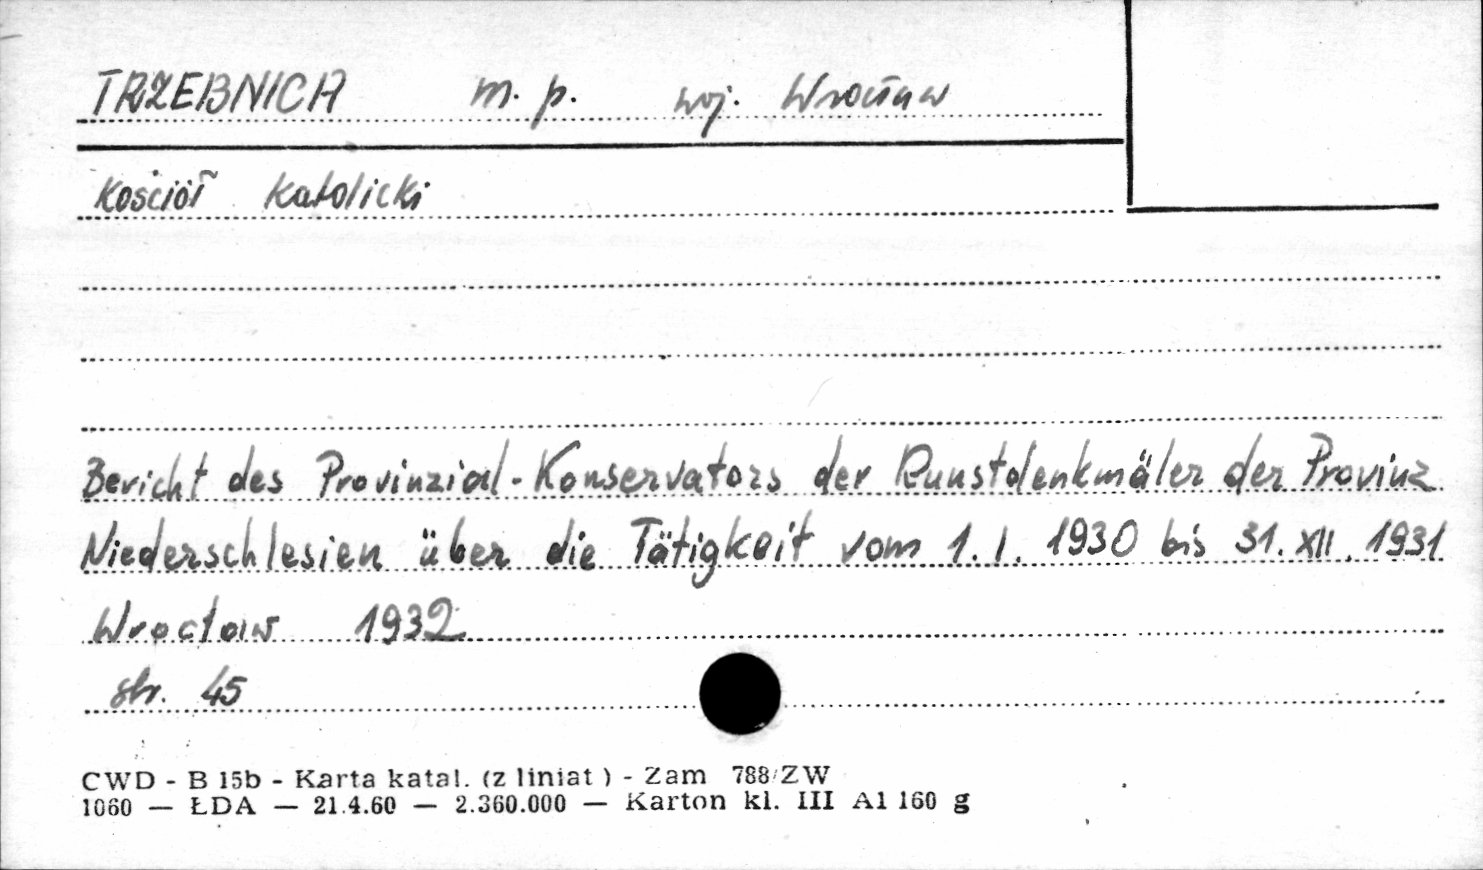 TRZEBNICA m. p. woj. Wrocław
Kościół Katolicki
Bericht des Provinzial-Konservators der Kunstdenkmäler der Provinz
Niederschlesien über die Tätigkeit vom 1. I. 1930 bis 31. XII. 1931
Wrocław 1932
str. 45
CWD - B 15b - Karta katal. (z liniat ) - Zam 788/ZW
1060 — ŁDA — 21.4.60 — 2.360.000 — Karton kl. III A1 160 g